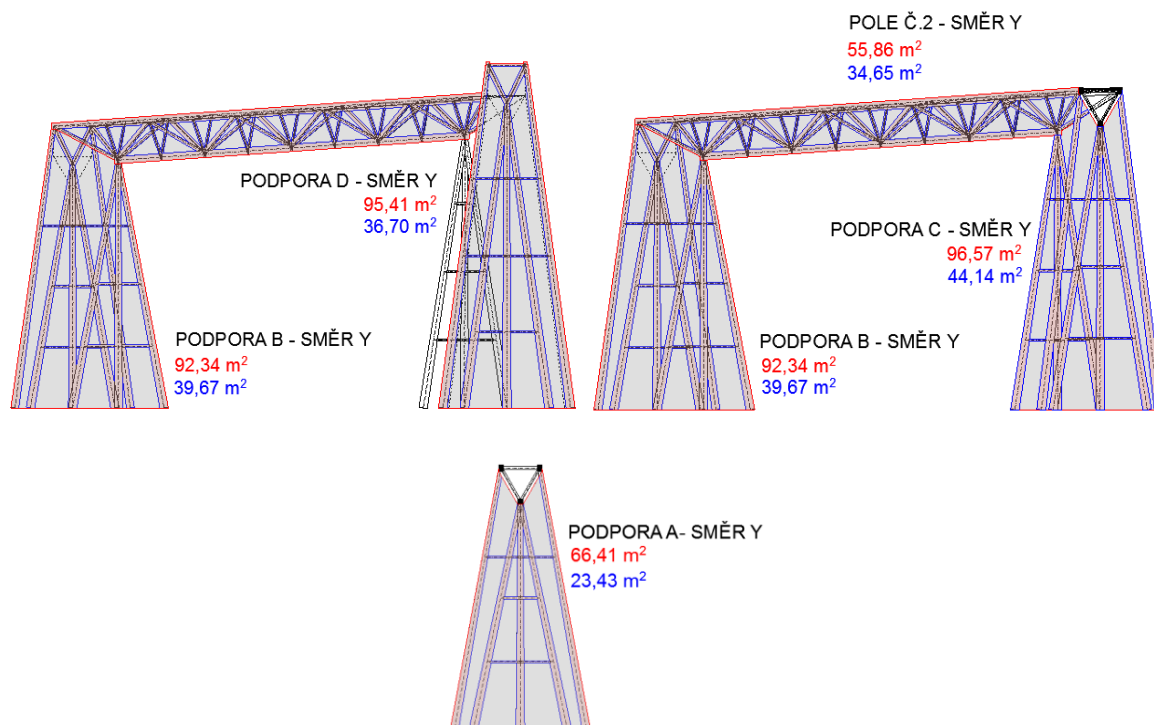 POLE Č.2 - SMĚR Y
55,86 m²
34,65 m²
PODPORA D - SMĚR Y
95,41 m²
36,70 m²
PODPORA C - SMĚR Y
96,57 m²
44,14 m²
PODPORA B - SMĚR Y
92,34 m²
39,67 m²
PODPORA B - SMĚR Y
92,34 m²
39,67 m²
PODPORA A- SMĚR Y
66,41 m²
23,43 m²